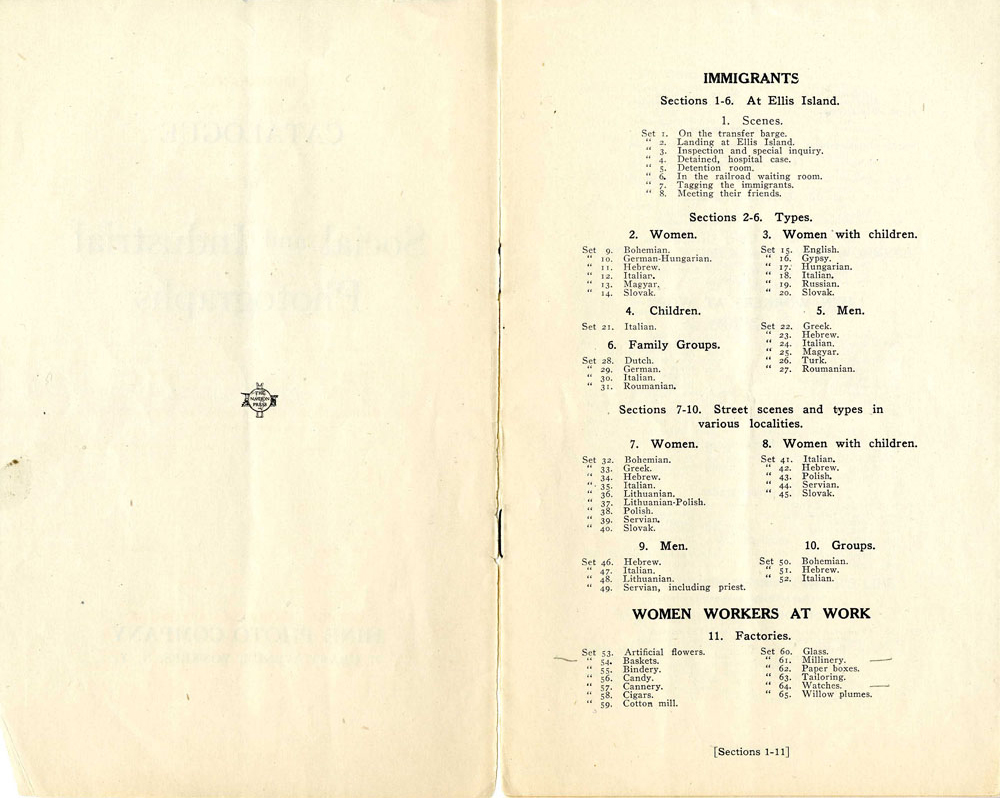 THE
NATION
PRESS
IMMIGRANTS
Sections 1-6. At Ellis Island.
1. Scenes.
Set 1. On the transfer barge.
" 2. Landing at Ellis Island.
" 3. Inspection and special inquiry.
" 4. Detained, hospital case.
" 5. Detention room.
" 6. In the railroad waiting room.
" 7. Tagging the immigrants.
" 8. Meeting their friends.
Sections 2-6. Types.
2. Women.
Set 9. Bohemian.
" 10. German-Hungarian.
" 11. Hebrew.
" 12. Italian.
" 13. Magyar.
" 14. Slovak.
3. Women with children.
Set 15. English.
" 16. Gypsy.
" 17. Hungarian.
" 18. Italian.
" 19. Russian.
" 20. Slovak.
4. Children.
Set 21. Italian.
5. Men.
Set 22. Greek.
" 23. Hebrew.
" 24. Italian.
" 25. Magyar.
" 26. Turk.
" 27. Roumanian.
6. Family Groups.
Set 28. Dutch.
" 29. German.
" 30. Italian.
" 31. Roumanian.
Sections 7-10. Street scenes and types in
various localities.
7. Women.
Set 32. Bohemian.
" 33. Greek.
" 34. Hebrew.
" 35. Italian.
" 36. Lithuanian.
" 37. Lithuanian-Polish.
" 38. Polish.
" 39. Servian.
" 40. Slovak.
8. Women with children.
Set 41. Italian.
" 42. Hebrew.
" 43. Polish.
" 44. Servian.
" 45. Slovak.
9. Men.
Set 46. Hebrew.
" 47. Italian.
" 48. Lithuanian.
" 49. Servian, including priest.
10. Groups.
Set 50. Bohemian.
" 51. Hebrew.
" 52. Italian.
WOMEN WORKERS AT WORK
11. Factories.
Set 53. Artificial flowers.
" 54. Baskets.
" 55. Bindery.
" 56. Candy.
" 57. Cannery.
" 58. Cigars.
" 59. Cotton mill.
Set 60. Glass.
" 61. Millinery.
" 62. Paper boxes.
" 63. Tailoring.
" 64. Watches.
" 65. Willow plumes.
[Sections 1-11]